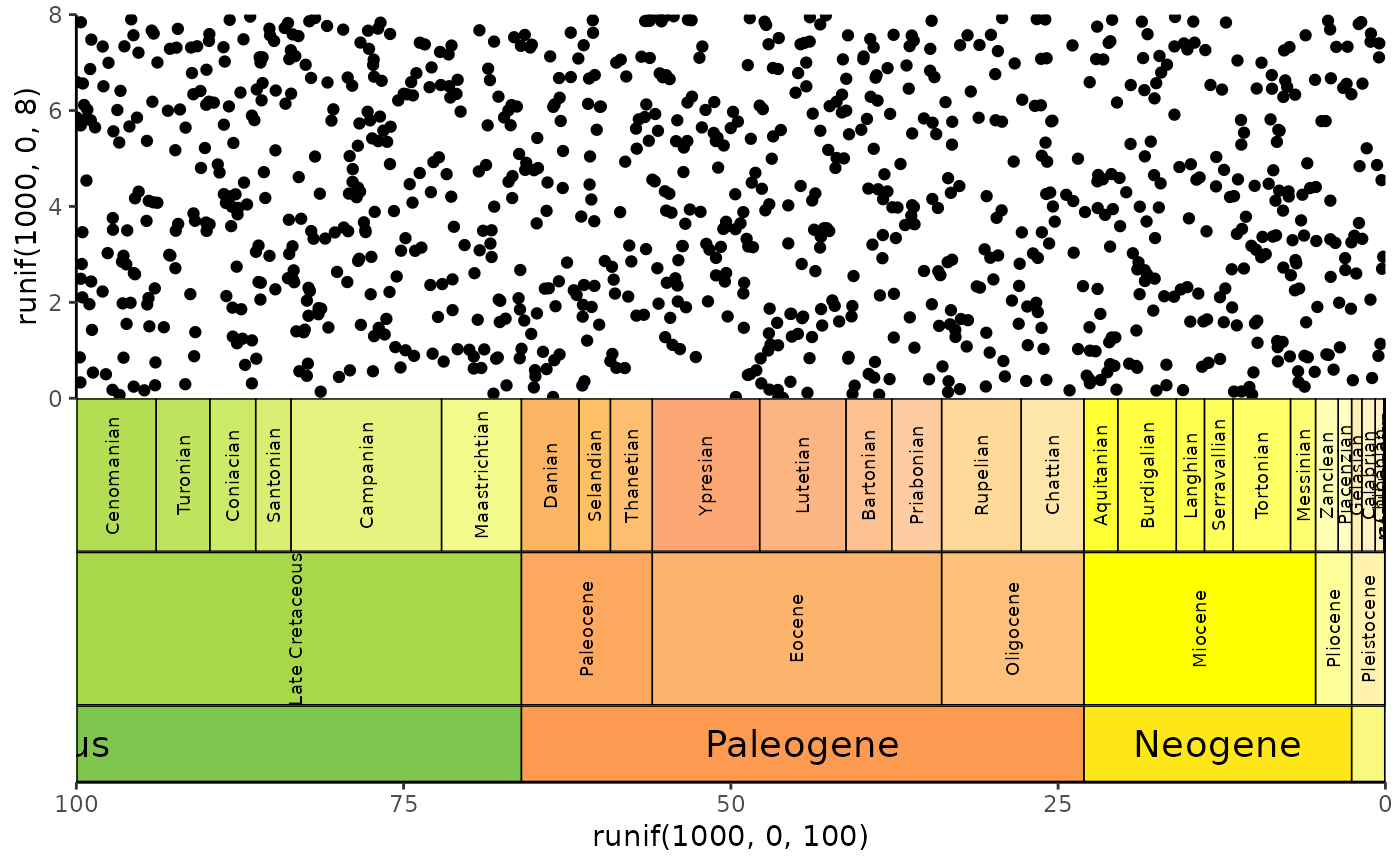 8
6
4
2
0
runif(1000, 0, 8)
Cenomanian
Turonian
Coniacian
Santonian
Campanian
Maastrichtian
Danian
Selandian
Thanetian
Ypresian
Lutetian
Bartonian
Priabonian
Rupelian
Chattian
Aquitanian
Burdigalian
Langhian
Serravallian
Tortonian
Messinian
Zanclean
Piacenzian
Gelasian
Calabrian
Late Cretaceous
Paleocene
Eocene
Oligocene
Miocene
Pliocene
Pleistocene
us
Paleogene
Neogene
100
75
50
25
0
runif(1000, 0, 100)